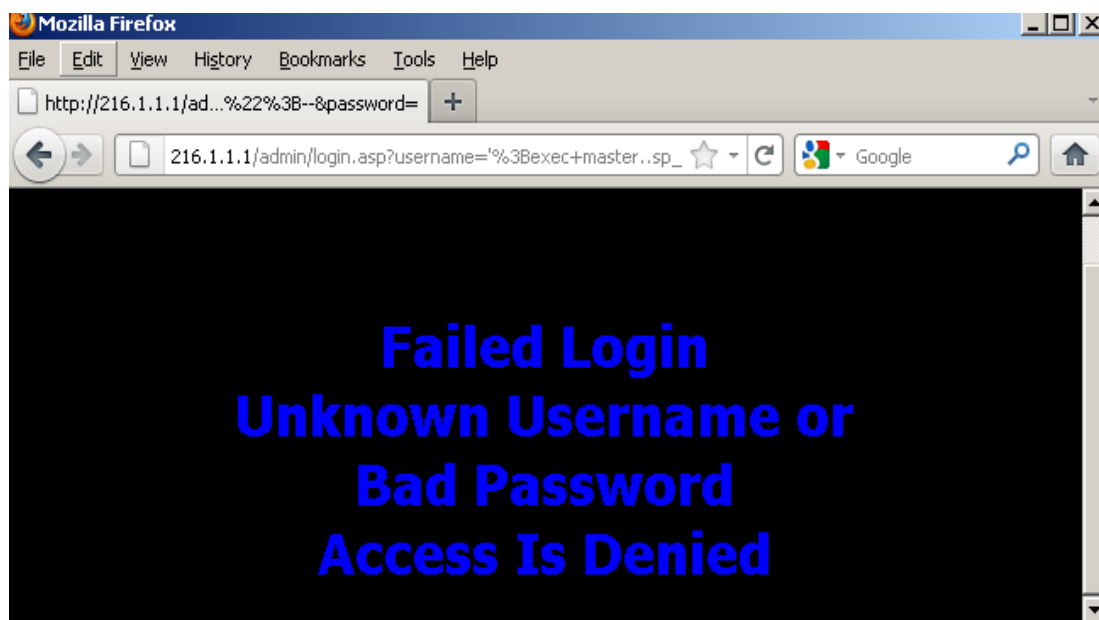 Mozilla Firefox
File Edit View History Bookmarks Tools Help
http://216.1.1.1/ad...%22%3B--&password=
216.1.1.1/admin/login.asp?username='%3Bexec+master..sp_
Google
Failed Login
Unknown Username or
Bad Password
Access Is Denied